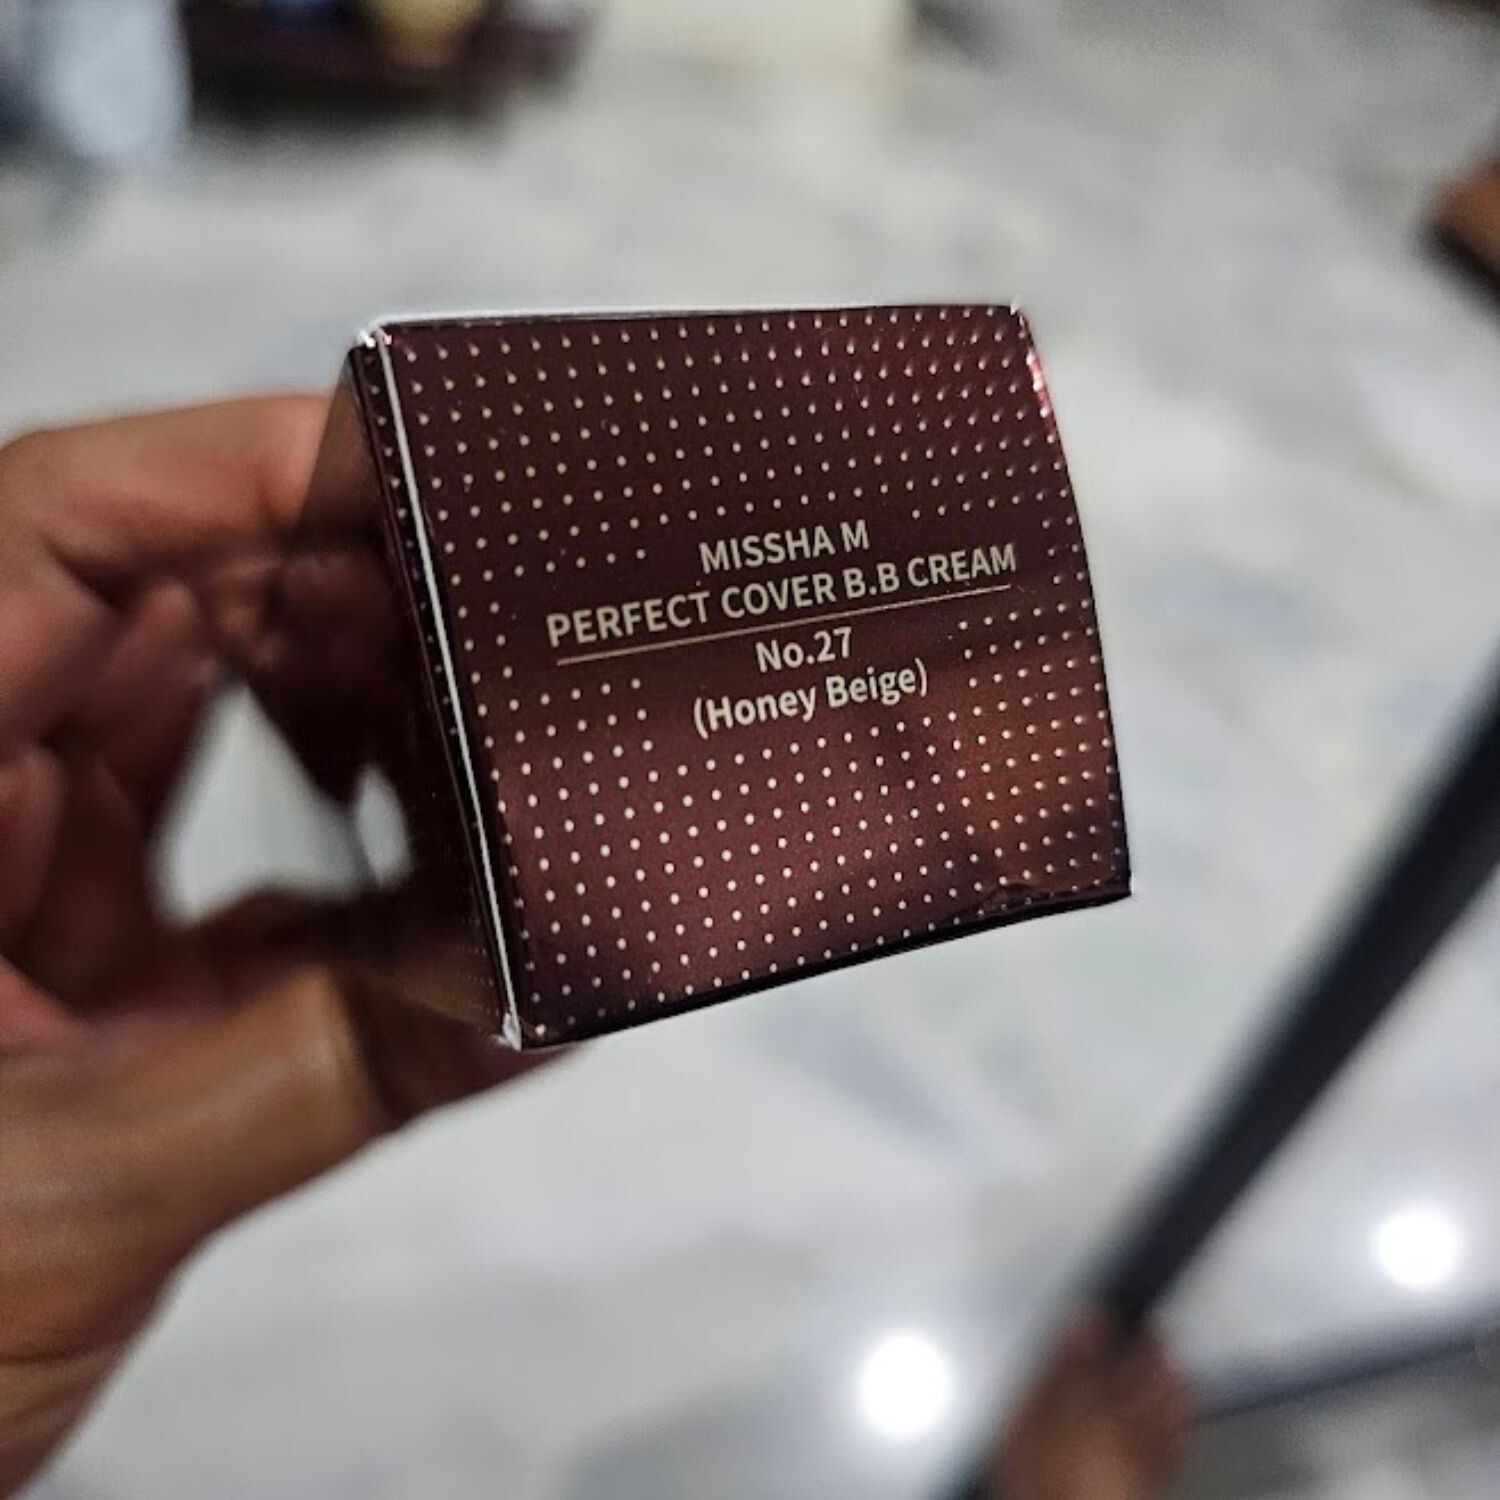 MISSHA M
PERFECT COVER B.B CREAM
No.27
(Honey Beige)